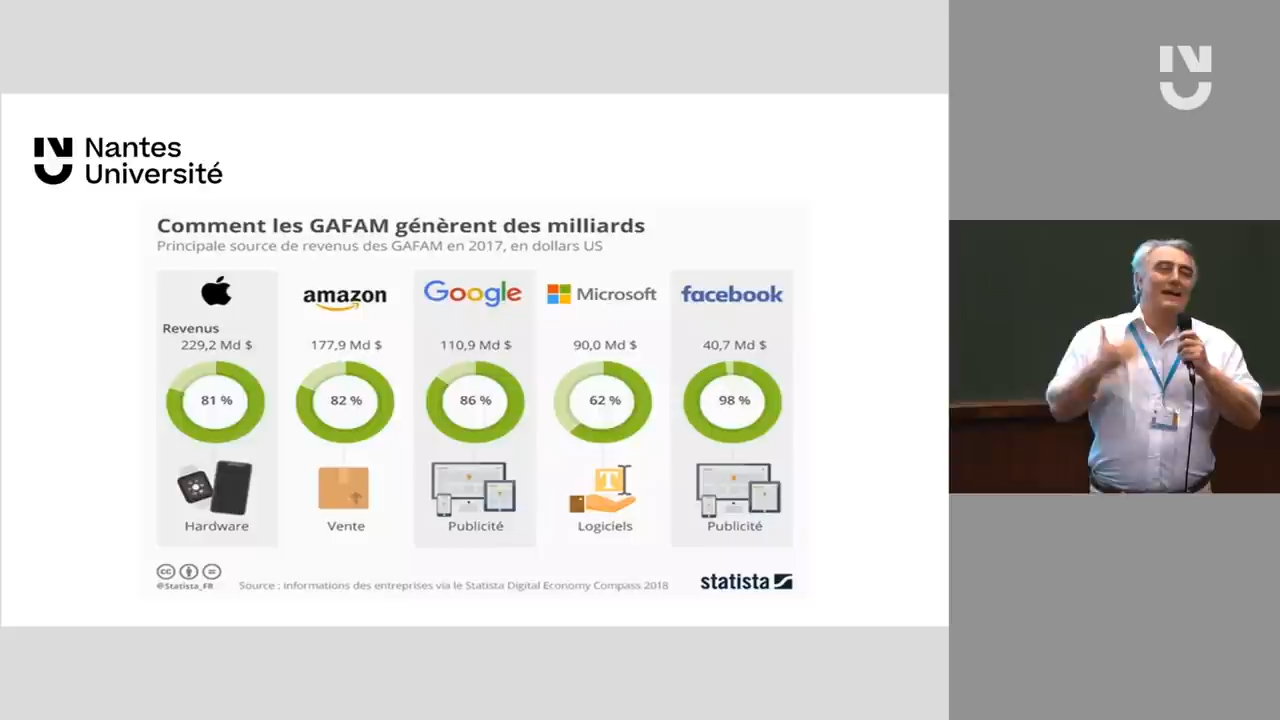 Nantes
Université
Comment les GAFAM génèrent des milliards
Principale source de revenus des GAFAM en 2017, en dollars US
amazon
Google
Microsoft
facebook
Revenus
229,2 Md $
177,9 Md $
110,9 Md $
90,0 Md $
40,7 Md $
81 %
82 %
86 %
62 %
98 %
T
Hardware
Vente
Publicité
Logiciels
Publicité
cc
@Statista_FR
Source : informations des entreprises via le Statista Digital Economy Compass 2018
statista